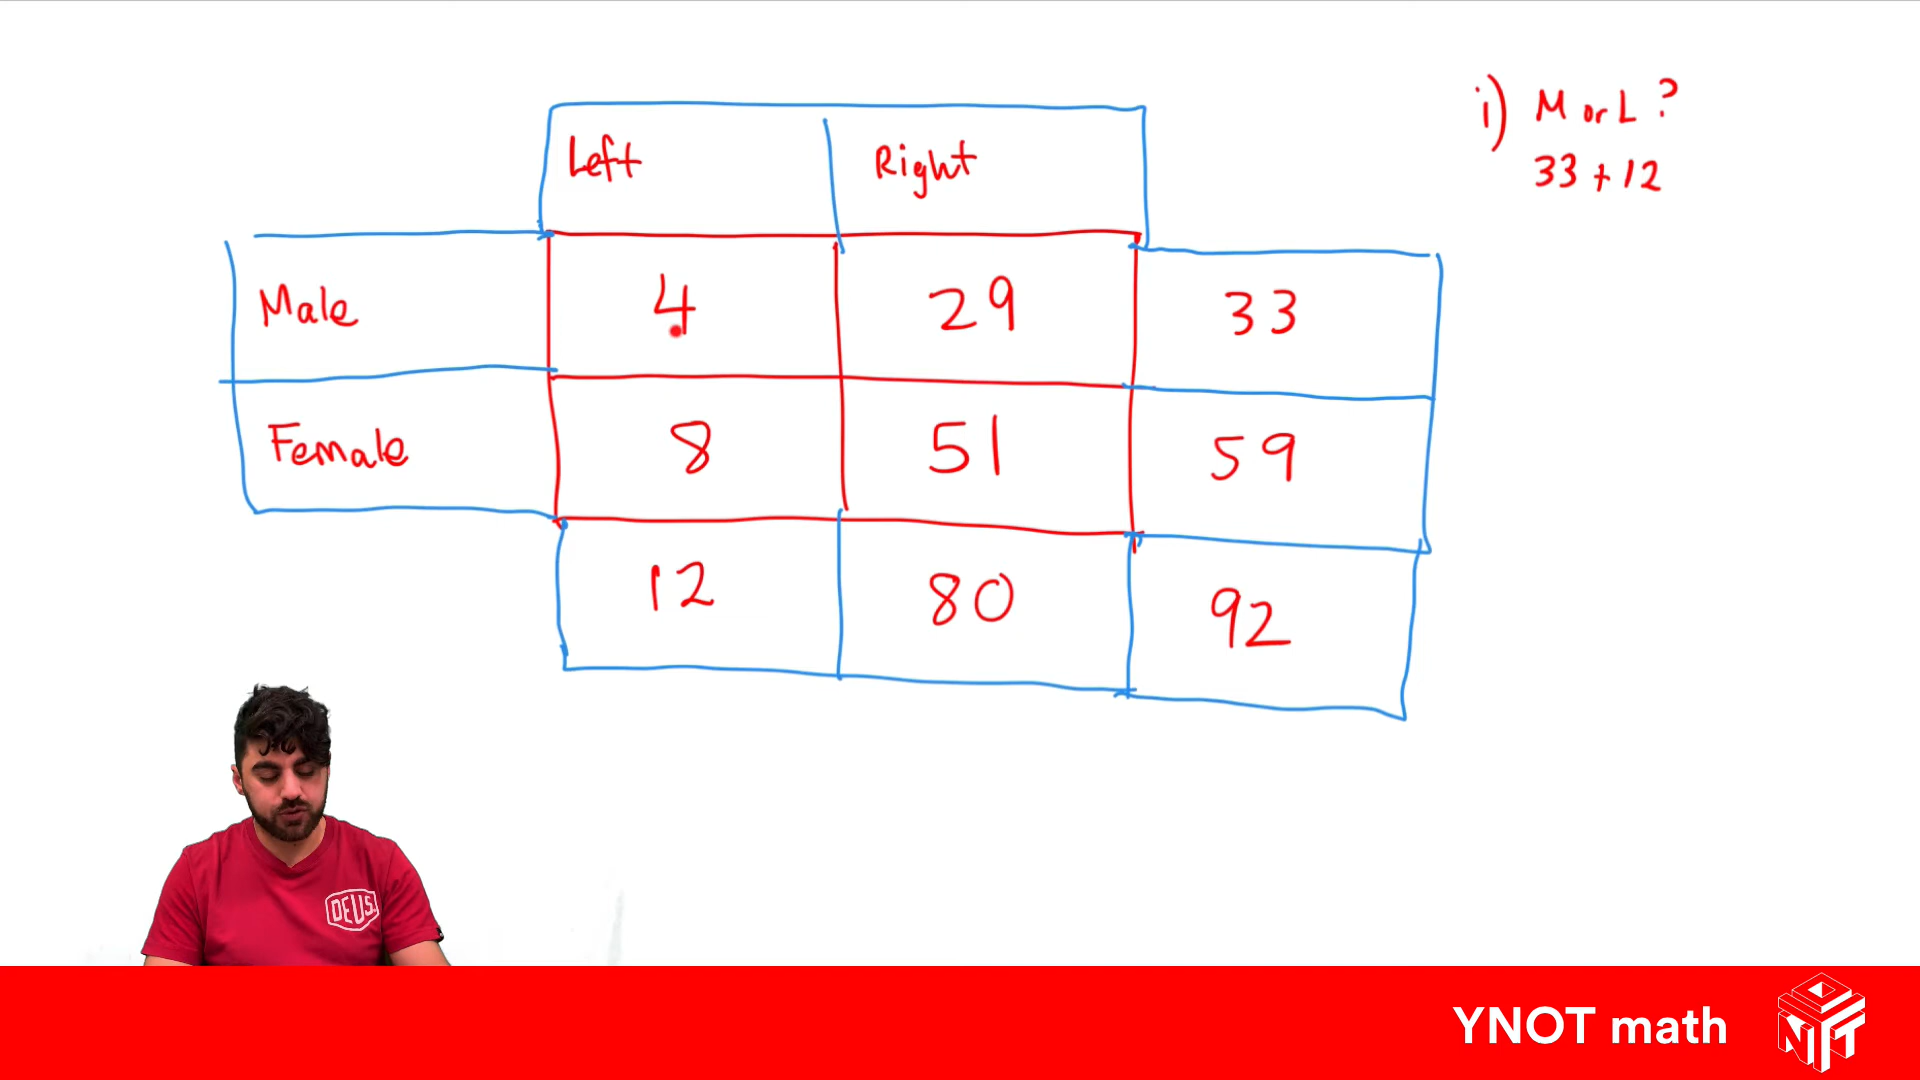 i) M or L ?
33 + 12
Left Right
Male 4 29 33
Female 8 51 59
12 80 92
DEUS
YNOT math